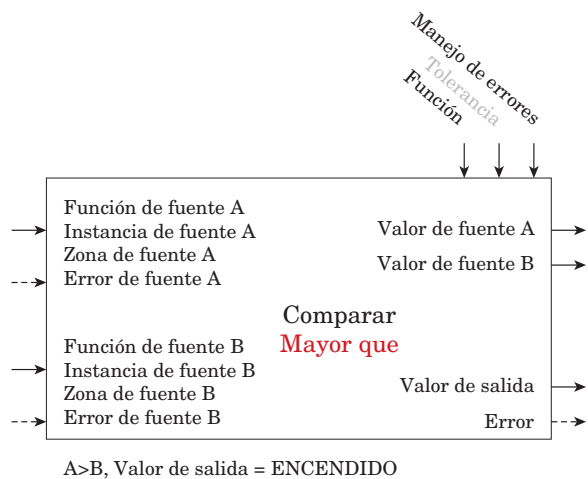 Manejo de errores
Tolerancia
Función
Función de fuente A
Instancia de fuente A
Zona de fuente A
Error de fuente A
Valor de fuente A
Valor de fuente B
Comparar
Mayor que
Función de fuente B
Instancia de fuente B
Zona de fuente B
Error de fuente B
Valor de salida
Error
A>B, Valor de salida = ENCENDIDO